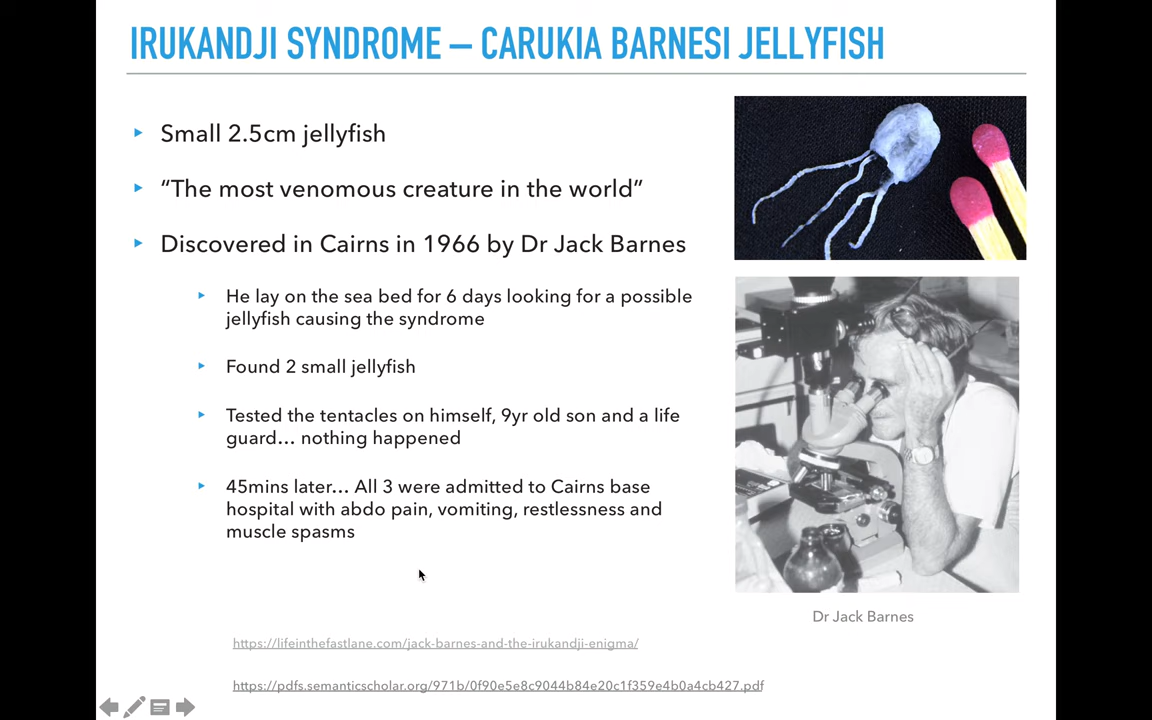 IRUKANDJI SYNDROME – CARUKIA BARNESI JELLYFISH
Small 2.5cm jellyfish
“The most venomous creature in the world”
Discovered in Cairns in 1966 by Dr Jack Barnes
He lay on the sea bed for 6 days looking for a possible
jellyfish causing the syndrome
Found 2 small jellyfish
Tested the tentacles on himself, 9yr old son and a life
guard… nothing happened
45mins later… All 3 were admitted to Cairns base
hospital with abdo pain, vomiting, restlessness and
muscle spasms
Dr Jack Barnes
https://lifeinthefastlane.com/jack-barnes-and-the-irukandji-enigma/
https://pdfs.semanticscholar.org/971b/0f90e5e8c9044b84e20c1f359e4b0a4cb427.pdf